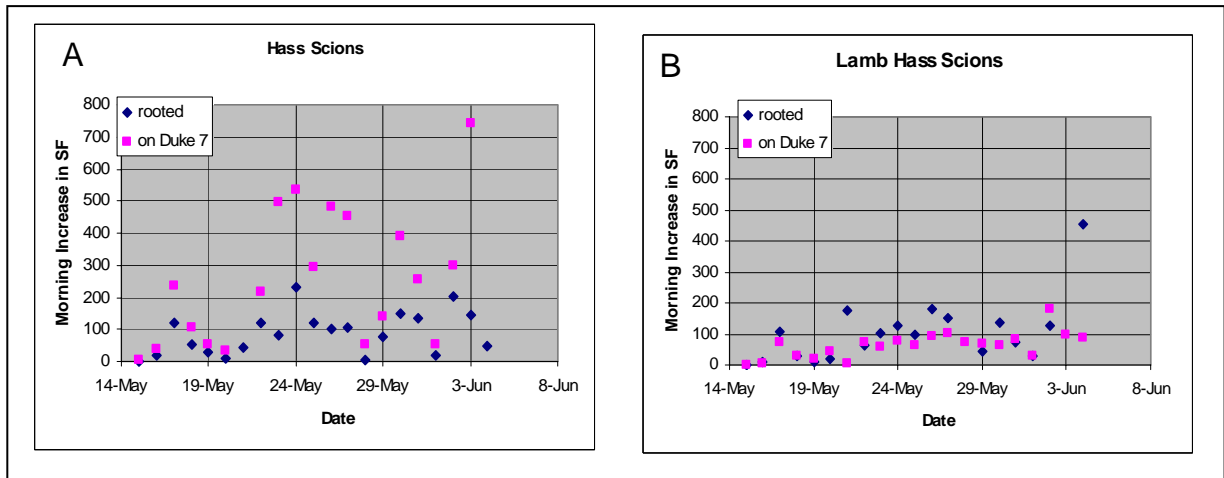 A
Hass Scions
rooted
on Duke 7
Morning Increase in SF
800
700
600
500
400
300
200
100
0
14-May 19-May 24-May 29-May 3-Jun 8-Jun
Date
B
Lamb Hass Scions
rooted
on Duke 7
Morning Increase in SF
800
700
600
500
400
300
200
100
0
14-May 19-May 24-May 29-May 3-Jun 8-Jun
Date